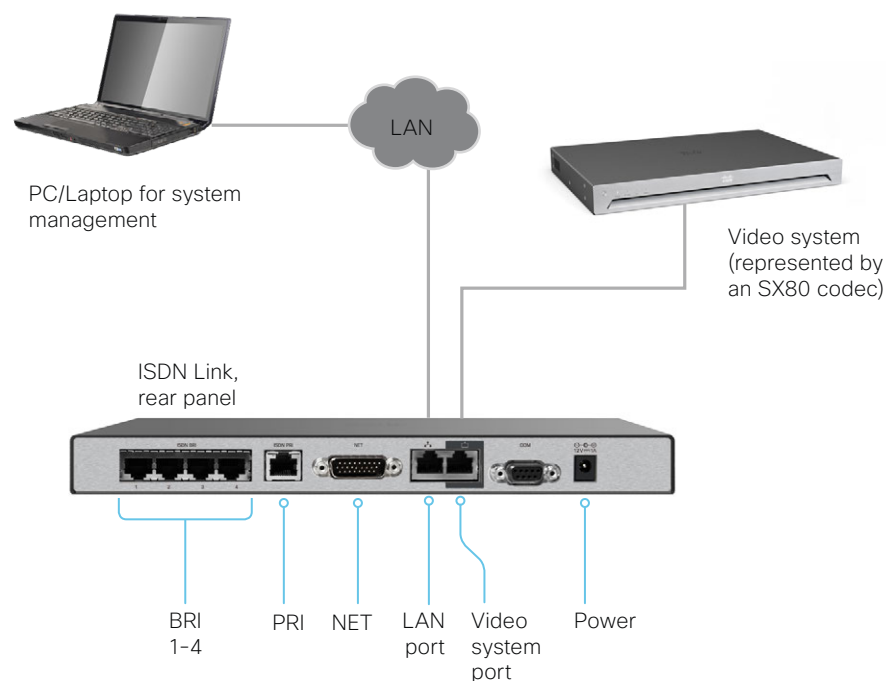 LAN
PC/Laptop for system
management
Video system
(represented by
an SX80 codec)
ISDN Link,
rear panel
ISDN BRI
ISDN PRI
NET
COM
12V
1
2
3
4
BRI
1-4
PRI
NET
LAN
port
Video
system
port
Power